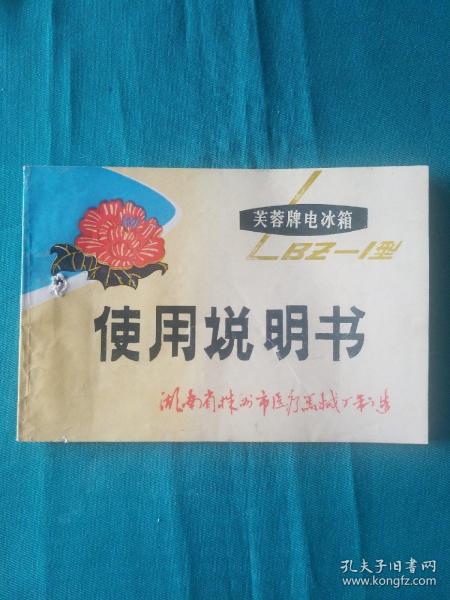 芙蓉牌电冰箱
LBZ-1型
使用说明书
湖南省株洲市医疗器械厂制造
孔夫子旧书网
www.kongfz.com